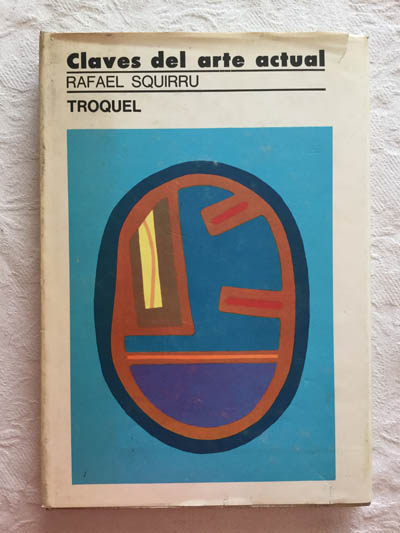 Claves del arte actual
RAFAEL SQUIRRU
TROQUEL